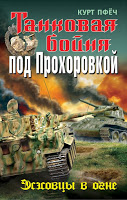 КУРТ ПФЁЧ
Танковая
бойня
под Прохоровкой
Эсэсовцы в огне